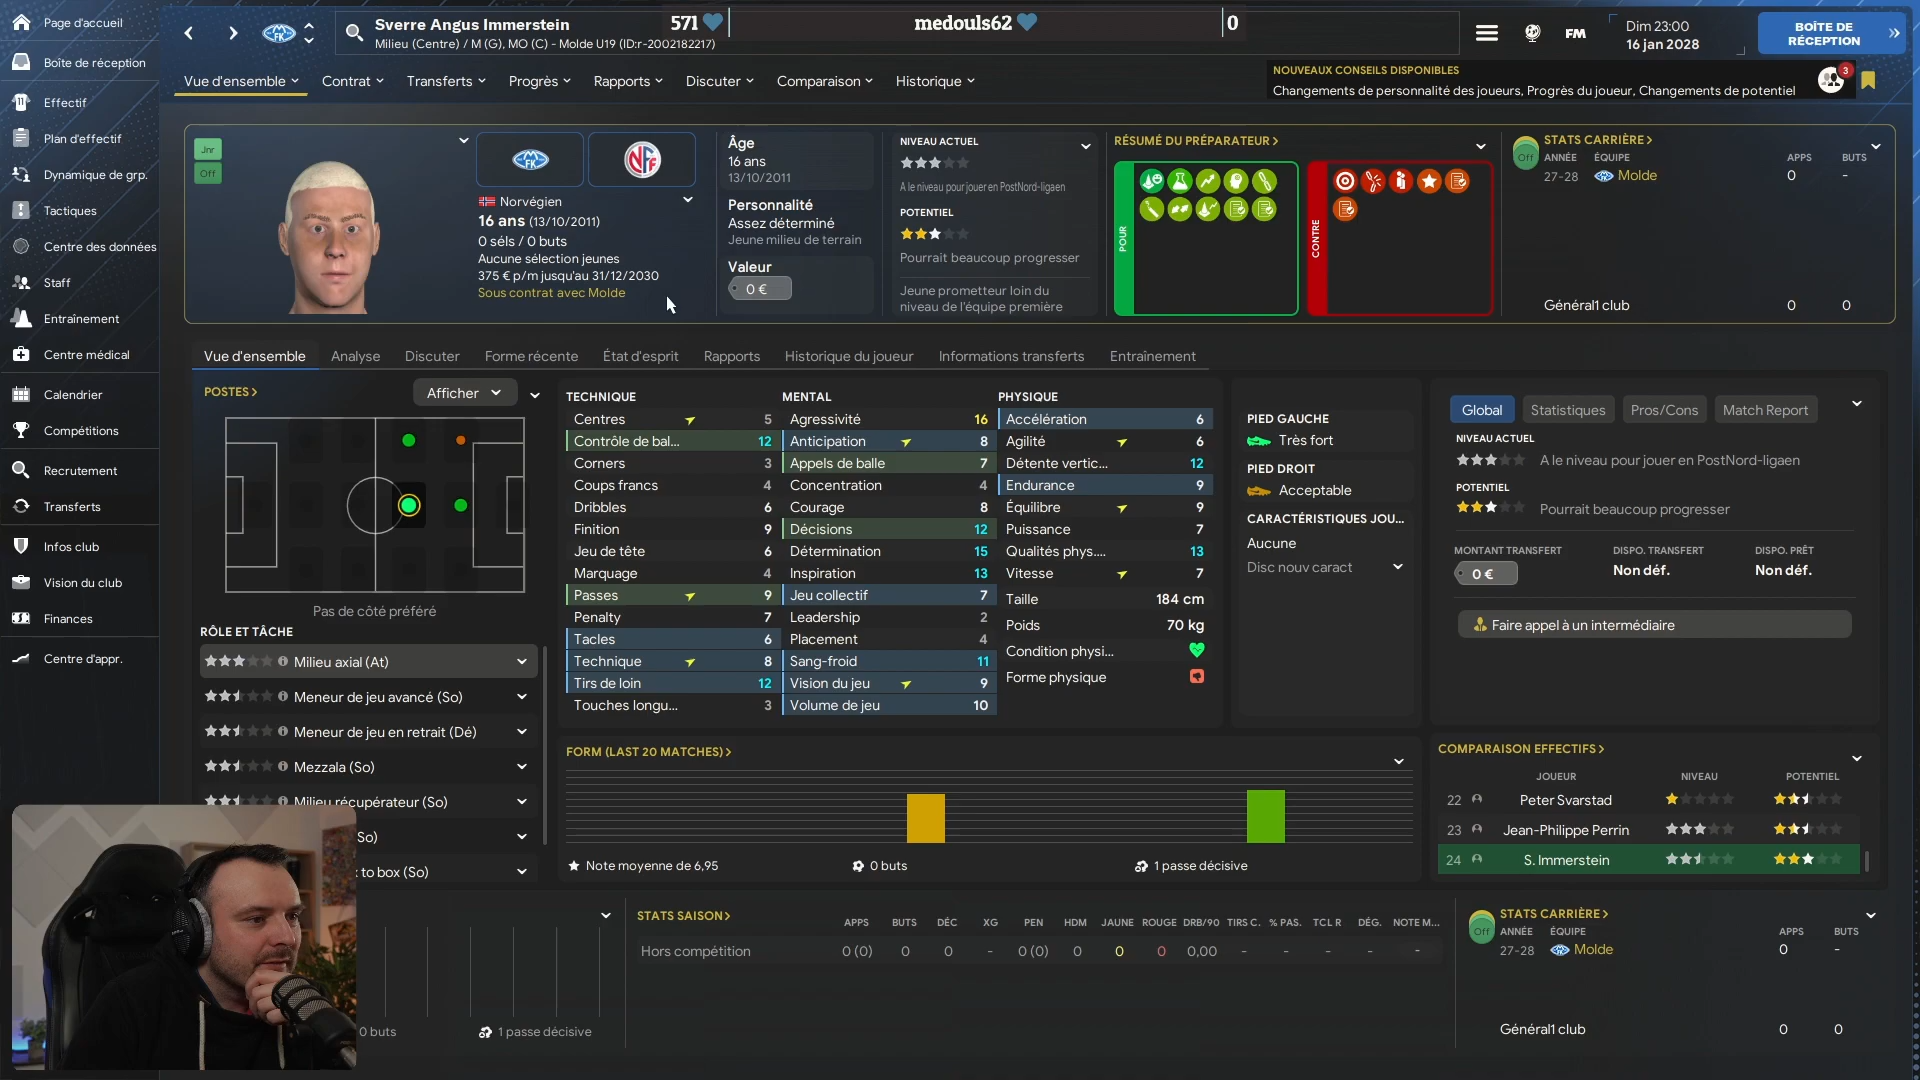 Page d'accueil
Boîte de réception
Effectif
Plan d'effectif
Dynamique de grp.
Tactiques
Centre des données
Staff
Entraînement
Centre médical
Calendrier
Compétitions
Recrutement
Transferts
Infos club
Vision du club
Finances
Centre d'appr.
Sverre Angus Immerstein
Milieu (Centre) / M (G), MO (C) - Molde U19 (ID:r-2002182217)
571
medouls62
0
FM
Dim 23:00
16 jan 2028
BOÎTE DE RÉCEPTION
Vue d'ensemble
Contrat
Transferts
Progrès
Rapports
Discuter
Comparaison
Historique
NOUVEAUX CONSEILS DISPONIBLES
Changements de personnalité des joueurs, Progrès du joueur, Changements de potentiel
3
Jnr
Off
Norvégien
16 ans (13/10/2011)
0 séls / 0 buts
Aucune sélection jeunes
375 € p/m jusqu'au 31/12/2030
Sous contrat avec Molde
Âge
16 ans
13/10/2011
Personnalité
Assez déterminé
Jeune milieu de terrain
Valeur
0 €
NIVEAU ACTUEL
A le niveau pour jouer en PostNord-ligaen
POTENTIEL
Pourrait beaucoup progresser
Jeune prometteur loin du
niveau de l'équipe première
RÉSUMÉ DU PRÉPARATEUR
POUR
CONTRE
STATS CARRIÈRE
Off
ANNÉE ÉQUIPE APPS BUTS
27-28 Molde 0 -
Général 1 club 0 0
Vue d'ensemble
Analyse
Discuter
Forme récente
État d'esprit
Rapports
Historique du joueur
Informations transferts
Entraînement
POSTES
Afficher
Pas de côté préféré
RÔLE ET TÂCHE
Milieu axial (At)
Meneur de jeu avancé (So)
Meneur de jeu en retrait (Dé)
Mezzala (So)
Milieu récupérateur (So)
(So)
to box (So)
TECHNIQUE
Centres 5
Contrôle de bal... 12
Corners 3
Coups francs 4
Dribbles 6
Finition 9
Jeu de tête 6
Marquage 4
Passes 9
Penalty 7
Tacles 6
Technique 8
Tirs de loin 12
Touches longu... 3
MENTAL
Agressivité 16
Anticipation 8
Appels de balle 7
Concentration 4
Courage 8
Décisions 12
Détermination 15
Inspiration 13
Jeu collectif 7
Leadership 2
Placement 4
Sang-froid 11
Vision du jeu 9
Volume de jeu 10
PHYSIQUE
Accélération 6
Agilité 6
Détente vertic... 12
Endurance 9
Équilibre 9
Puissance 7
Qualités phys.... 13
Vitesse 7
Taille 184 cm
Poids 70 kg
Condition physi...
Forme physique
PIED GAUCHE
Très fort
PIED DROIT
Acceptable
CARACTÉRISTIQUES JOU...
Aucune
Disc nouv caract
Global
Statistiques
Pros/Cons
Match Report
NIVEAU ACTUEL
A le niveau pour jouer en PostNord-ligaen
POTENTIEL
Pourrait beaucoup progresser
MONTANT TRANSFERT
0 €
DISPO. TRANSFERT
Non déf.
DISPO. PRÊT
Non déf.
Faire appel à un intermédiaire
FORM (LAST 20 MATCHES)
Note moyenne de 6,95
0 buts
1 passe décisive
COMPARAISON EFFECTIFS
JOUEUR NIVEAU POTENTIEL
22 Peter Svarstad
23 Jean-Philippe Perrin
24 S. Immerstein
0 buts
1 passe décisive
STATS SAISON
APPS BUTS DÉC XG PEN HDM JAUNE ROUGE DRB/90 TIRS C. % PAS. TCL R DÉG. NOTE M...
Hors compétition 0 (0) 0 0 - 0 (0) 0 0 0 0,00 - - - - -
STATS CARRIÈRE
Off
ANNÉE ÉQUIPE APPS BUTS
27-28 Molde 0 -
Général 1 club 0 0